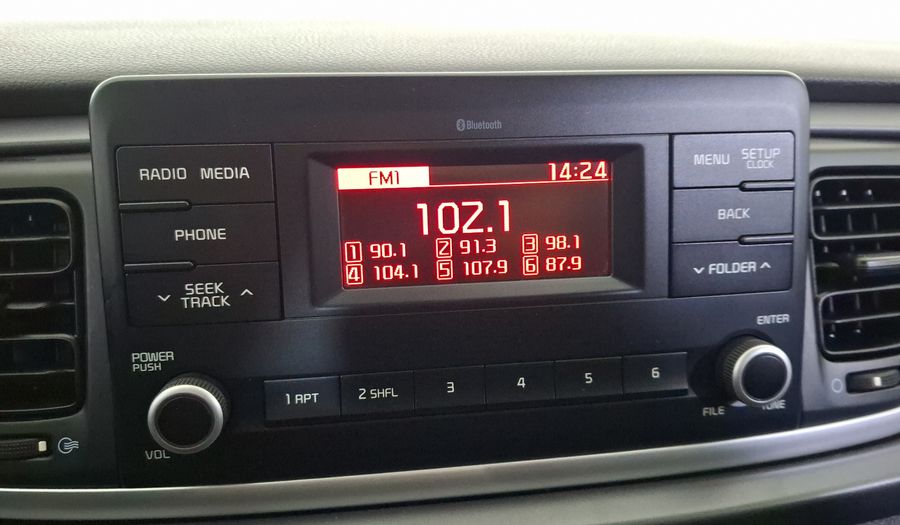 Bluetooth
RADIO MEDIA
PHONE
SEEK
TRACK
FM1 14:24
102.1
1 90.1 2 91.3 3 98.1
4 104.1 5 107.9 6 87.9
MENU SETUP
CLOCK
BACK
FOLDER
POWER
PUSH
VOL
1 RPT 2 SHFL 3 4 5 6
ENTER
FILE TUNE